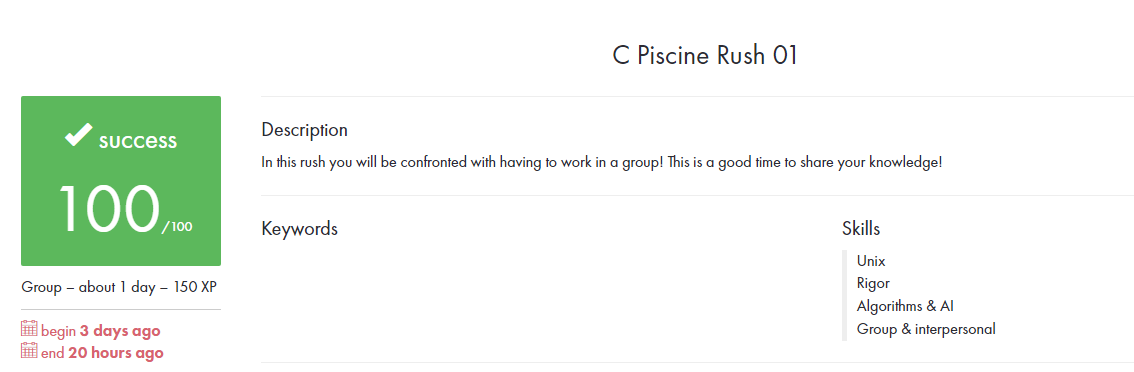 C Piscine Rush 01
success
100/100
Group – about 1 day – 150 XP
begin 3 days ago
end 20 hours ago
Description
In this rush you will be confronted with having to work in a group! This is a good time to share your knowledge!
Keywords
Skills
Unix
Rigor
Algorithms & AI
Group & interpersonal